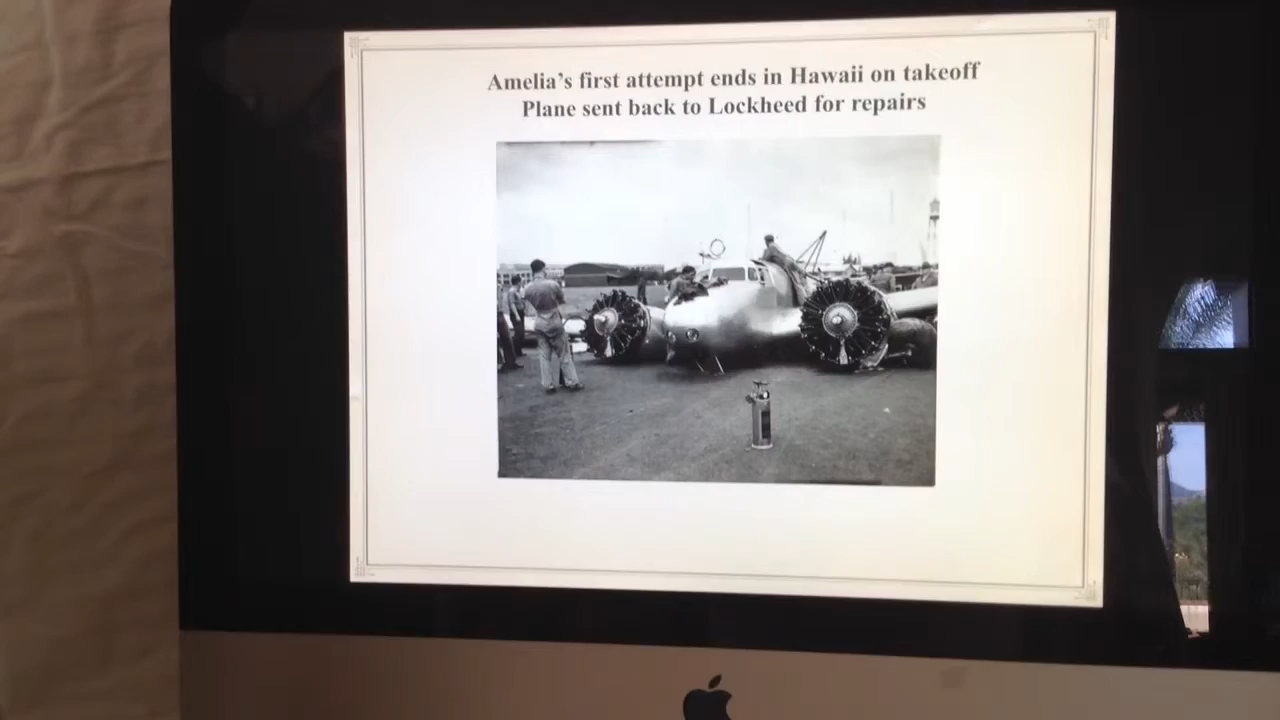 Amelia’s first attempt ends in Hawaii on takeoff
Plane sent back to Lockheed for repairs